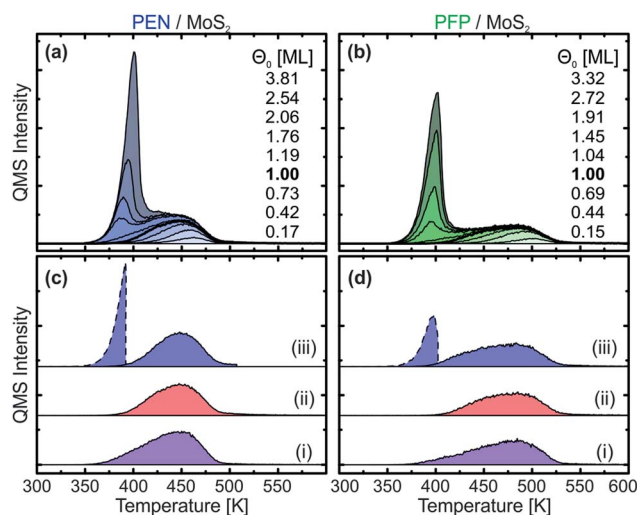 PEN / MoS₂
PFP / MoS₂
(a)
Θ₀ [ML]
3.81
2.54
2.06
1.76
1.19
1.00
0.73
0.42
0.17
QMS Intensity
(b)
Θ₀ [ML]
3.32
2.72
1.91
1.45
1.04
1.00
0.69
0.44
0.15
QMS Intensity
(c)
(iii)
(ii)
(i)
QMS Intensity
300 350 400 450 500 550
Temperature [K]
(d)
(iii)
(ii)
(i)
300 350 400 450 500 550 600
Temperature [K]